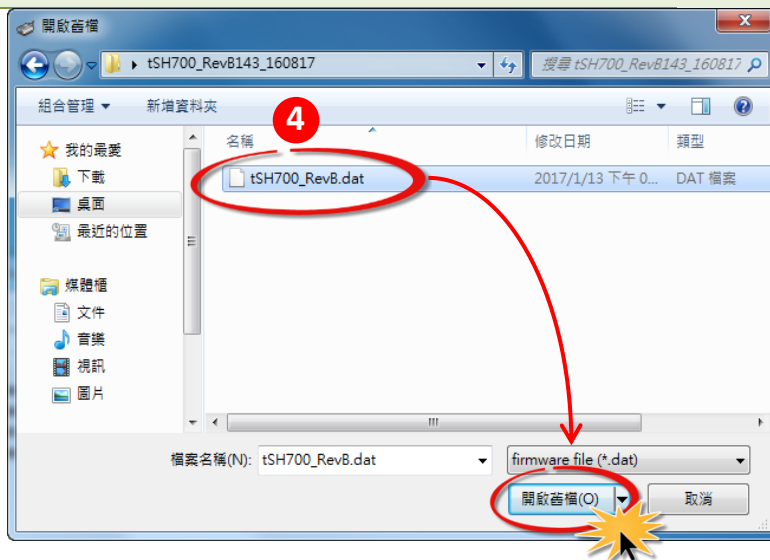 開啟舊檔
tSH700_RevB143_160817
搜尋 tSH700_RevB143_160817
組合管理 新增資料夾
4
名稱 修改日期 類型
tSH700_RevB.dat 2017/1/13 下午 0... DAT 檔案
我的最愛
下載
桌面
最近的位置
媒體櫃
文件
音樂
視訊
圖片
檔案名稱(N): tSH700_RevB.dat firmware file (*.dat)
開啟舊檔(O) 取消